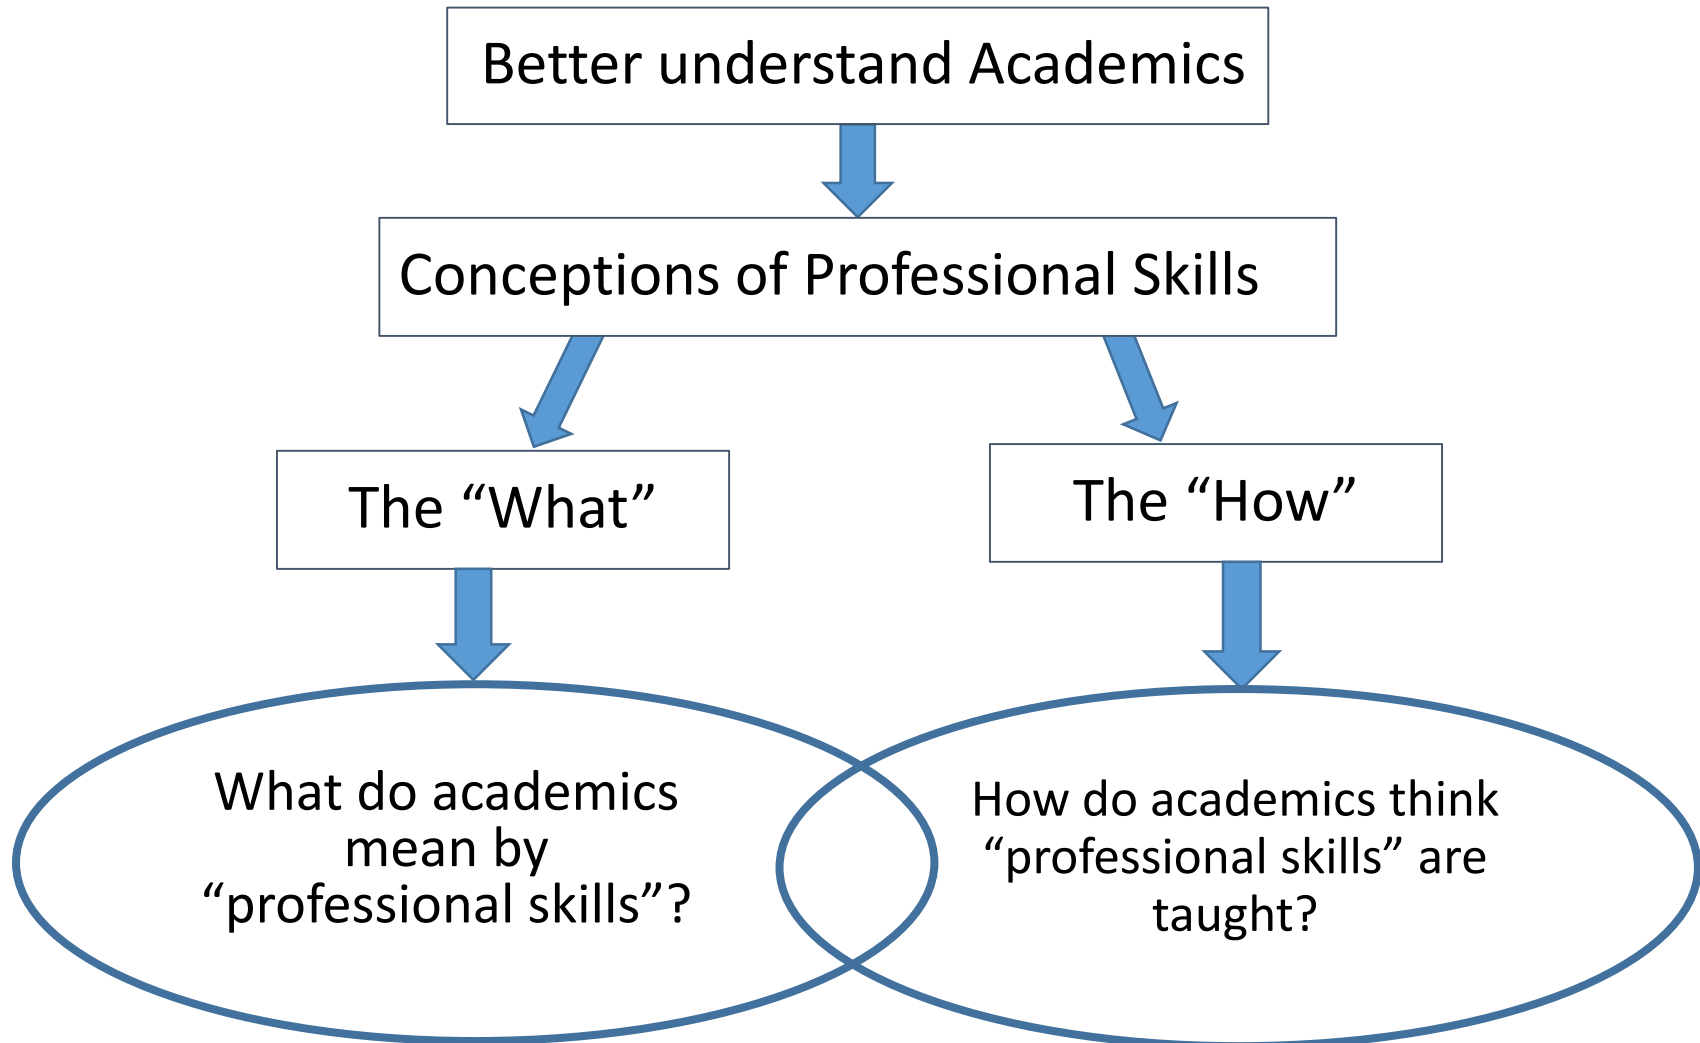 Better understand Academics
Conceptions of Professional Skills
The “What”
The “How”
What do academics
mean by
“professional skills”?
How do academics think
“professional skills” are
taught?